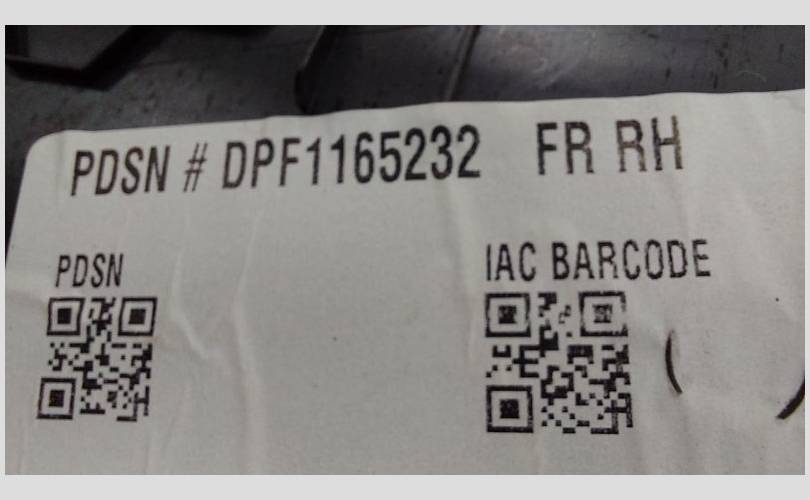 PDSN # DPF1165232 FR RH
PDSN
IAC BARCODE